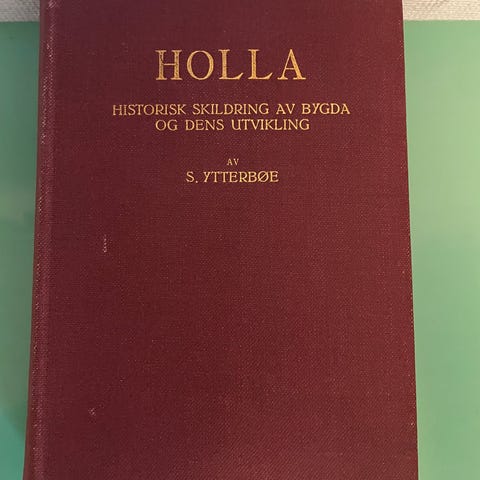 HOLLA
HISTORISK SKILDRING AV BYGDA
OG DENS UTVIKLING
AV
S. YTTERBØE